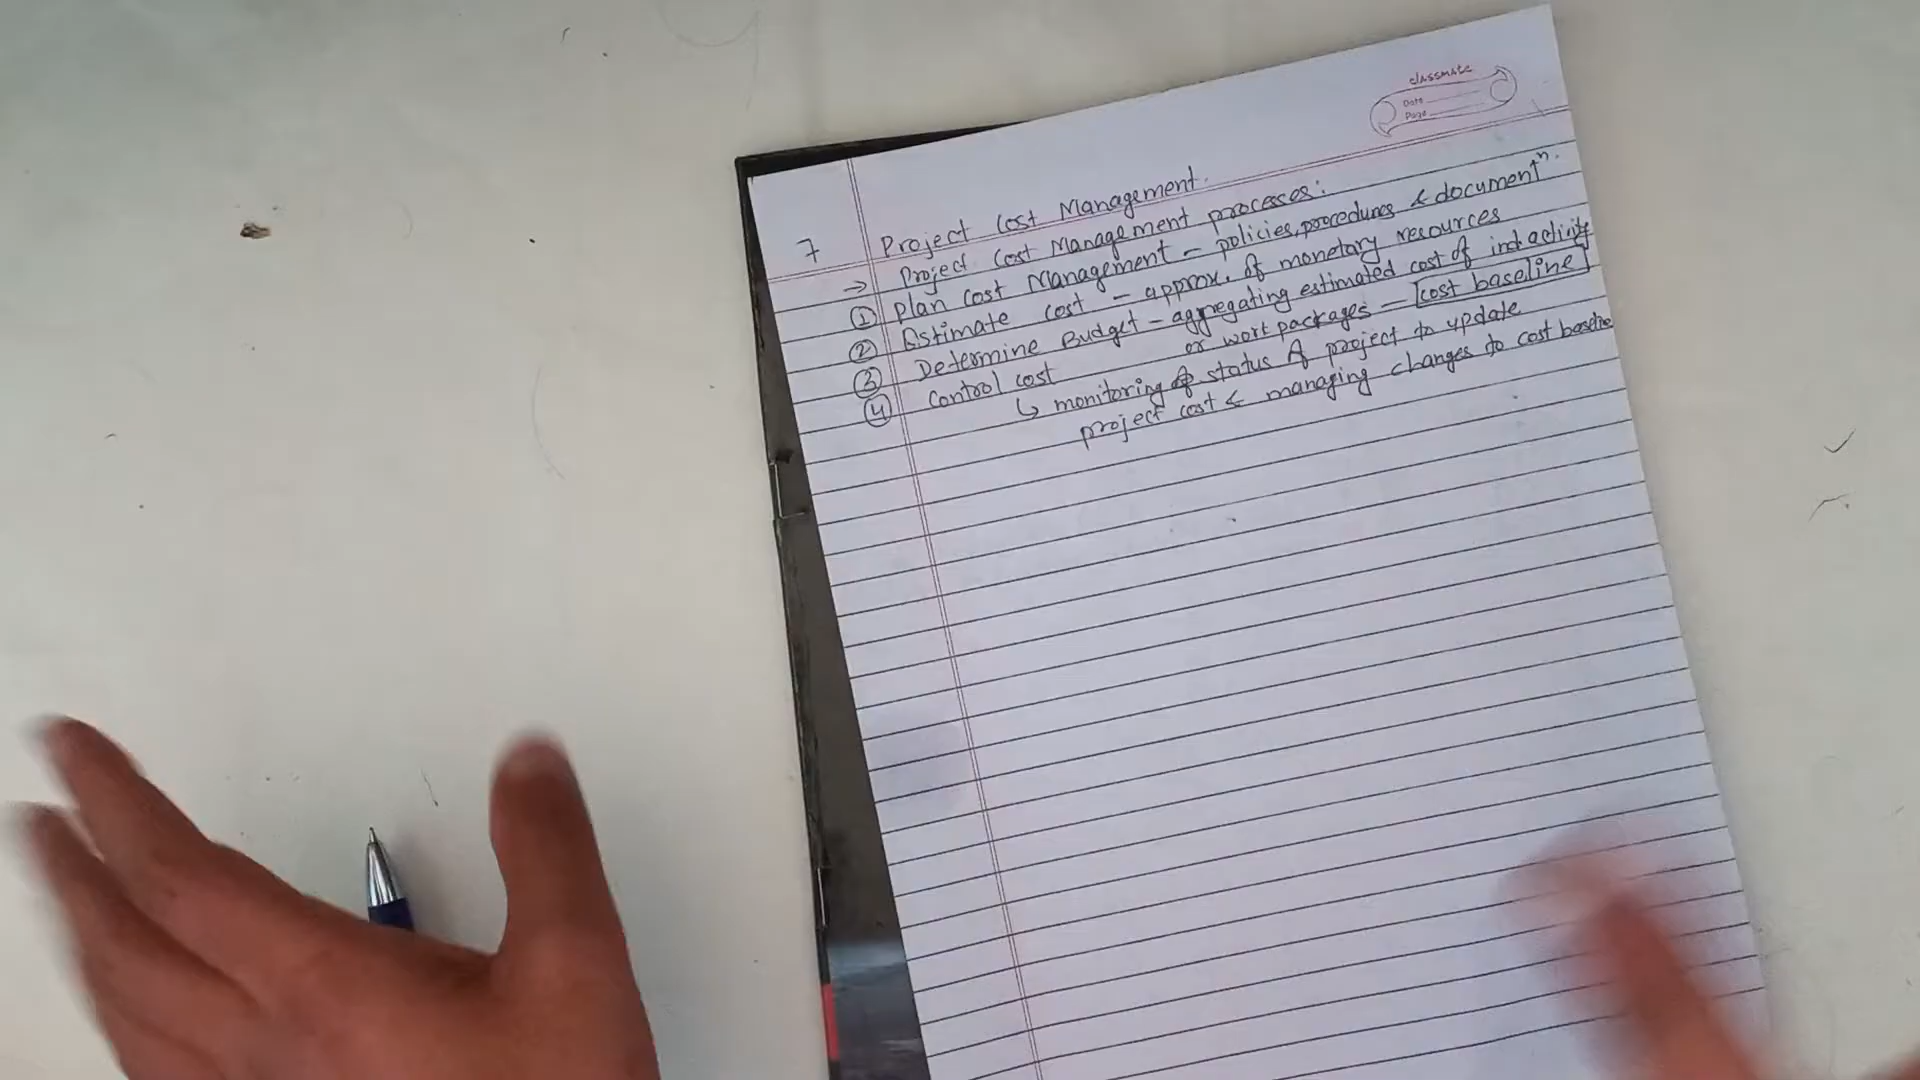 classmate
Date
Page
7 Project Cost Management.
→ Project Cost Management processes:
① Plan Cost Management – policies, procedures & documentⁿ.
② Estimate cost – approx. of monetary resources
③ Determine Budget – aggregating estimated cost of ind activity
or work packages – [cost baseline]
④ Control cost
↳ monitoring of status of project to update
project cost & managing changes to cost baseline